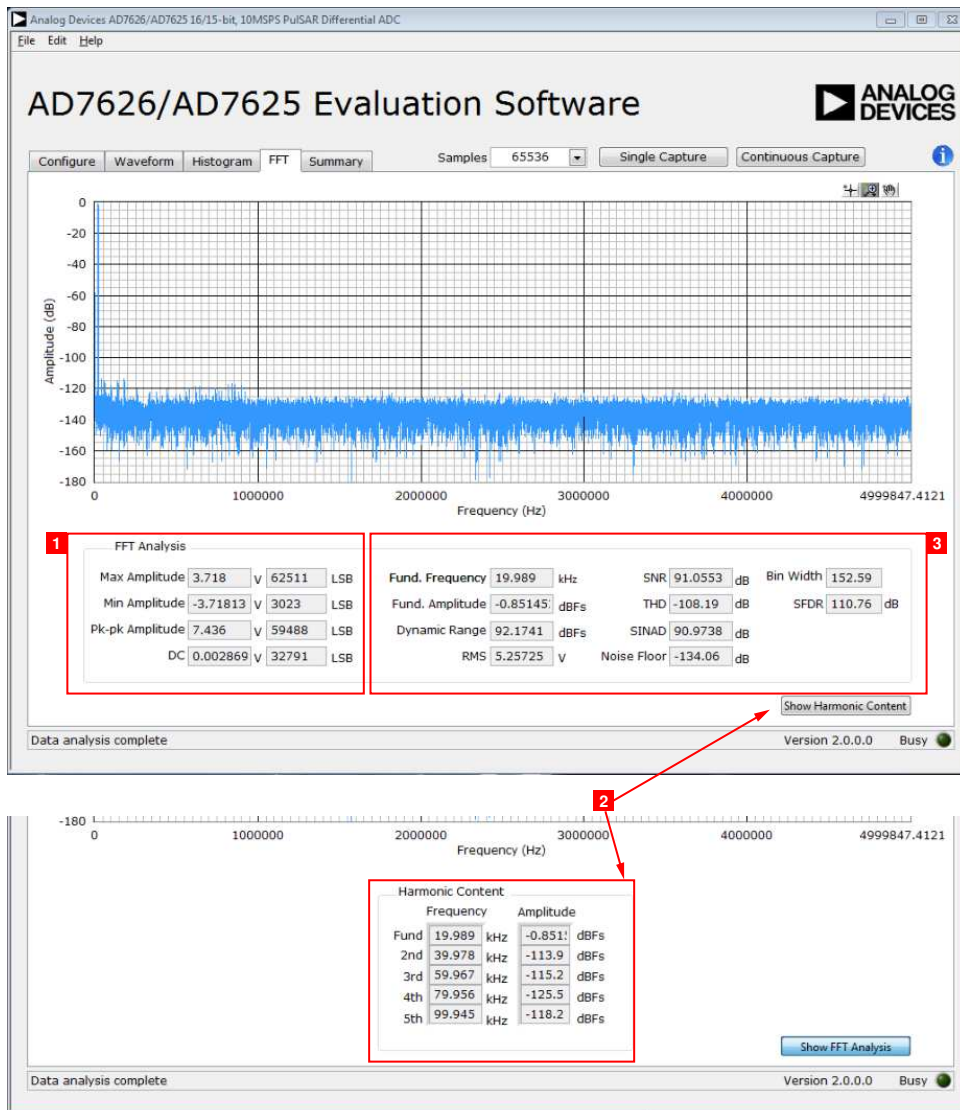 Analog Devices AD7626/AD7625 16/15-bit, 10MSPS PulSAR Differential ADC
File Edit Help
AD7626/AD7625 Evaluation Software
ANALOG
DEVICES
Configure Waveform Histogram FFT Summary Samples 65536 Single Capture Continuous Capture i
0
-20
-40
-60
-80
-100
-120
-140
-160
-180
Amplitude (dB)
0 1000000 2000000 3000000 4000000 4999847.4121
Frequency (Hz)
1
FFT Analysis
Max Amplitude 3.718 V 62511 LSB
Min Amplitude -3.71813 V 3023 LSB
Pk-pk Amplitude 7.436 V 59488 LSB
DC 0.002869 V 32791 LSB
3
Fund. Frequency 19.989 kHz SNR 91.0553 dB Bin Width 152.59
Fund. Amplitude -0.85145 dBFs THD -108.19 dB SFDR 110.76 dB
Dynamic Range 92.1741 dBFs SINAD 90.9738 dB
RMS 5.25725 V Noise Floor -134.06 dB
Show Harmonic Content
Data analysis complete Version 2.0.0.0 Busy
2
-180
0 1000000 2000000 3000000 4000000 4999847.4121
Frequency (Hz)
Harmonic Content
Frequency Amplitude
Fund 19.989 kHz -0.851 dBFs
2nd 39.978 kHz -113.9 dBFs
3rd 59.967 kHz -115.2 dBFs
4th 79.956 kHz -125.5 dBFs
5th 99.945 kHz -118.2 dBFs
Show FFT Analysis
Data analysis complete Version 2.0.0.0 Busy